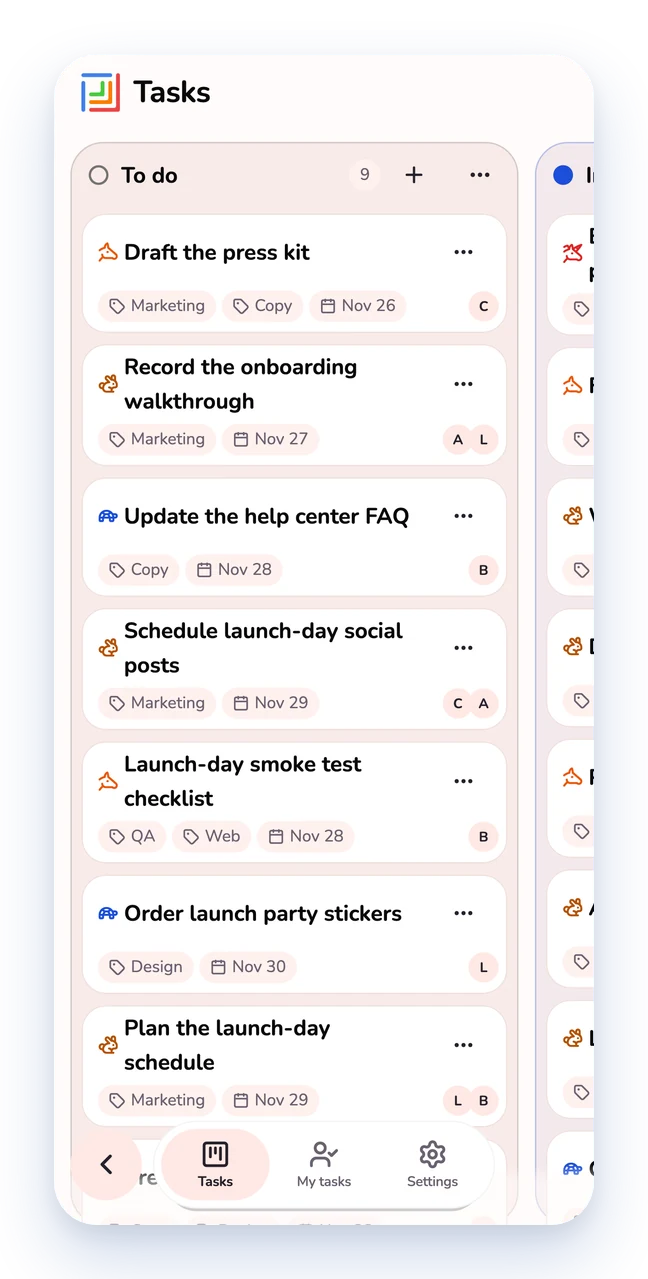 Tasks
To do
9
Draft the press kit
Marketing
Copy
Nov 26
C
Record the onboarding
walkthrough
Marketing
Nov 27
A
L
Update the help center FAQ
Copy
Nov 28
B
Schedule launch-day social
posts
Marketing
Nov 29
C
A
Launch-day smoke test
checklist
QA
Web
Nov 28
B
Order launch party stickers
Design
Nov 30
L
Plan the launch-day
schedule
Marketing
Nov 29
L
B
Tasks
My tasks
Settings